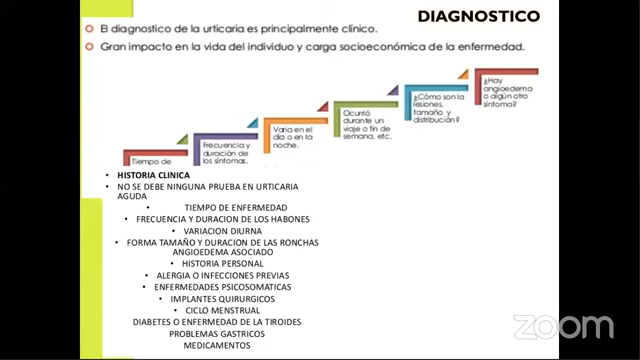 DIAGNOSTICO
El diagnostico de la urticaria es principalmente clínico.
Gran impacto en la vida del individuo y carga socioeconómica de la enfermedad.
Tiempo de
Frecuencia y
duración de
los síntomas.
Varia en el
día o en la
noche.
Ocurrió
durante un
viaje o fin de
semana, etc.
¿Cómo son la
lesiones,
tamaño y
distribución?
¿Hay
angioedema
o algún otro
síntoma?
HISTORIA CLINICA
NO SE DEBE NINGUNA PRUEBA EN URTICARIA
AGUDA
TIEMPO DE ENFERMEDAD
FRECUENCIA Y DURACION DE LOS HABONES
VARIACION DIURNA
FORMA TAMAÑO Y DURACION DE LAS RONCHAS
ANGIOEDEMA ASOCIADO
HISTORIA PERSONAL
ALERGIA O INFECCIONES PREVIAS
ENFERMEDADES PSICOSOMATICAS
IMPLANTES QUIRURGICOS
CICLO MENSTRUAL
DIABETES O ENFERMEDAD DE LA TIROIDES
PROBLEMAS GASTRICOS
MEDICAMENTOS
zoom